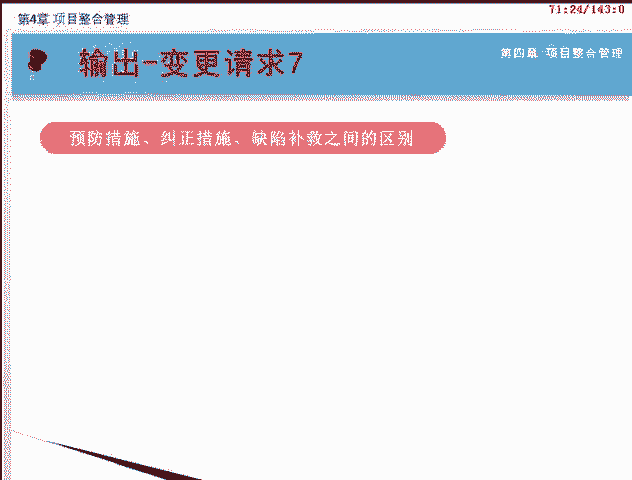 第4章 项目整合管理
71:24/143:0
输出-变更请求7
第四章 项目整合管理
预防措施、纠正措施、缺陷补救之间的区别